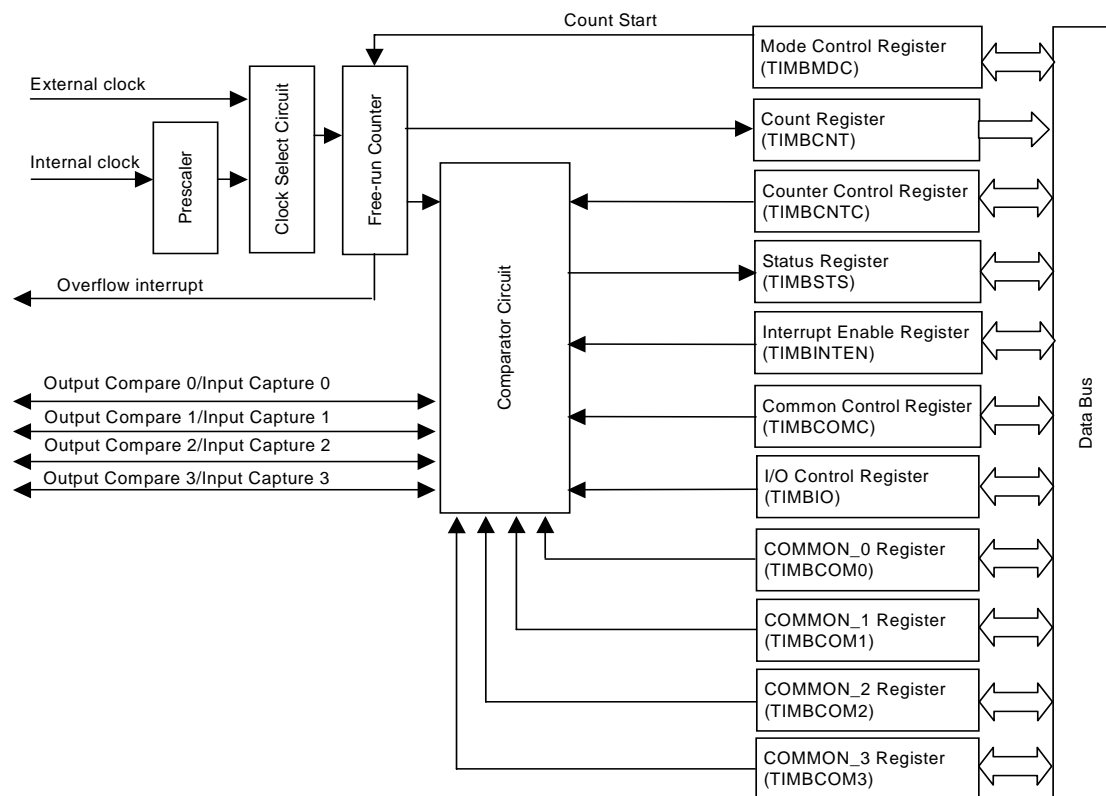 Count Start
Mode Control Register
(TIMBMDC)
External clock
Clock Select Circuit
Free-run Counter
Count Register
(TIMBCNT)
Internal clock
Prescaler
Counter Control Register
(TIMBCNTC)
Overflow interrupt
Comparator Circuit
Status Register
(TIMBSTS)
Interrupt Enable Register
(TIMBINTEN)
Data Bus
Output Compare 0/Input Capture 0
Output Compare 1/Input Capture 1
Output Compare 2/Input Capture 2
Output Compare 3/Input Capture 3
Common Control Register
(TIMBCOMC)
I/O Control Register
(TIMBIO)
COMMON_0 Register
(TIMBCOM0)
COMMON_1 Register
(TIMBCOM1)
COMMON_2 Register
(TIMBCOM2)
COMMON_3 Register
(TIMBCOM3)